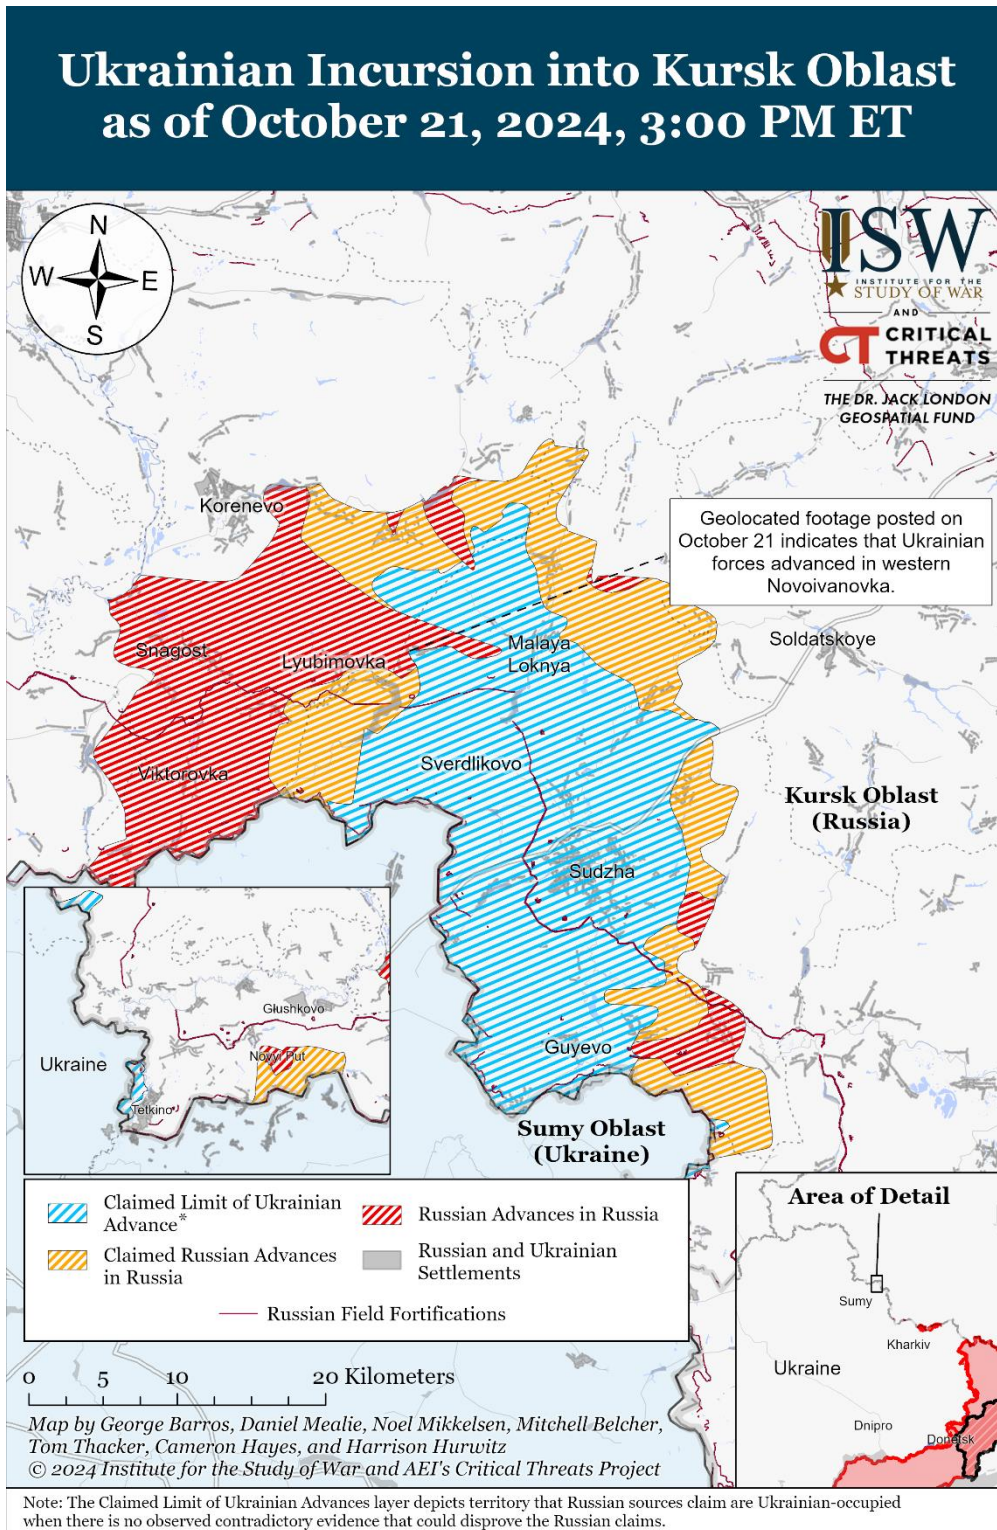 Ukrainian Incursion into Kursk Oblast
as of October 21, 2024, 3:00 PM ET
N
W
E
S
ISW
INSTITUTE FOR THE
STUDY OF WAR
AND
CT CRITICAL
THREATS
THE DR. JACK LONDON
GEOSPATIAL FUND
Korenevo
Geolocated footage posted on
October 21 indicates that Ukrainian
forces advanced in western
Novoivanovka.
Snagost
Lyubimovka
Malaya
Loknya
Soldatskoye
Viktorovka
Sverdlikovo
Kursk Oblast
(Russia)
Sudzha
Glushkovo
Ukraine
Novyi Put
Tetkino
Guyevo
Sumy Oblast
(Ukraine)
Claimed Limit of Ukrainian
Advance*
Russian Advances in Russia
Claimed Russian Advances
in Russia
Russian and Ukrainian
Settlements
Russian Field Fortifications
Area of Detail
Sumy
Kharkiv
Ukraine
Dnipro
Donetsk
0 5 10 20 Kilometers
Map by George Barros, Daniel Mealie, Noel Mikkelsen, Mitchell Belcher,
Tom Thacker, Cameron Hayes, and Harrison Hurwitz
© 2024 Institute for the Study of War and AEI's Critical Threats Project
Note: The Claimed Limit of Ukrainian Advances layer depicts territory that Russian sources claim are Ukrainian-occupied
when there is no observed contradictory evidence that could disprove the Russian claims.